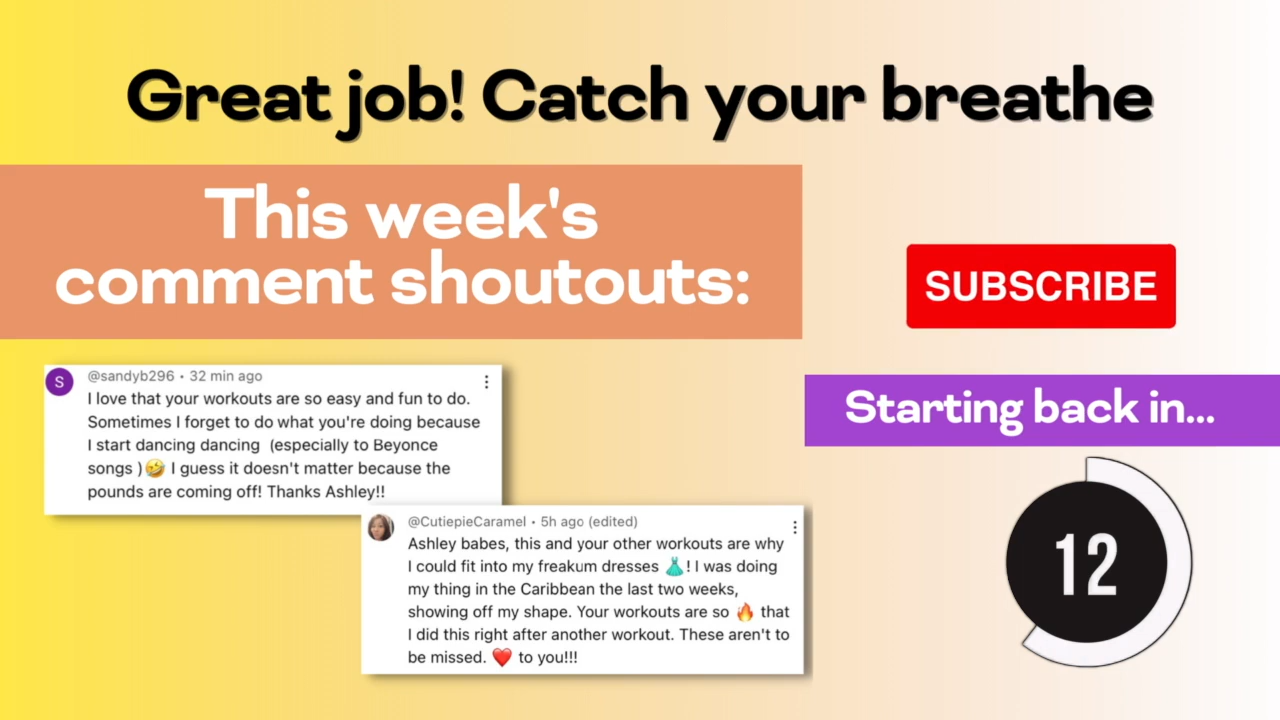 Great job! Catch your breathe
This week's
comment shoutouts:
SUBSCRIBE
Starting back in...
12
S
@sandyb296 • 32 min ago
I love that your workouts are so easy and fun to do.
Sometimes I forget to do what you're doing because
I start dancing dancing (especially to Beyonce
songs )🤣 I guess it doesn't matter because the
pounds are coming off! Thanks Ashley!!
@CutiepieCaramel • 5h ago (edited)
Ashley babes, this and your other workouts are why
I could fit into my freakum dresses 👗! I was doing
my thing in the Caribbean the last two weeks,
showing off my shape. Your workouts are so 🔥 that
I did this right after another workout. These aren't to
be missed. ❤️ to you!!!